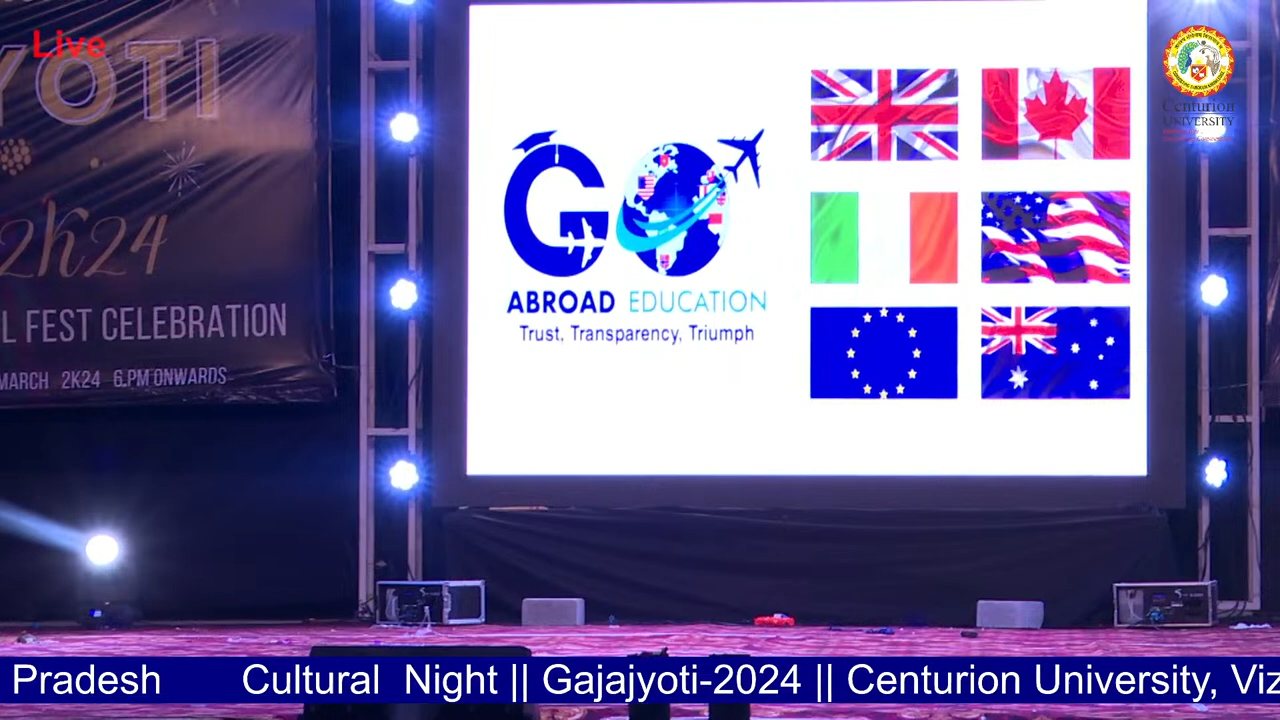 Live
YOTI
2K24
L FEST CELEBRATION
MARCH 2K24 6.PM ONWARDS
GO
ABROAD EDUCATION
Trust, Transparency, Triumph
Centurion
UNIVERSITY
Pradesh Cultural Night || Gajajyoti-2024 || Centurion University, Viz